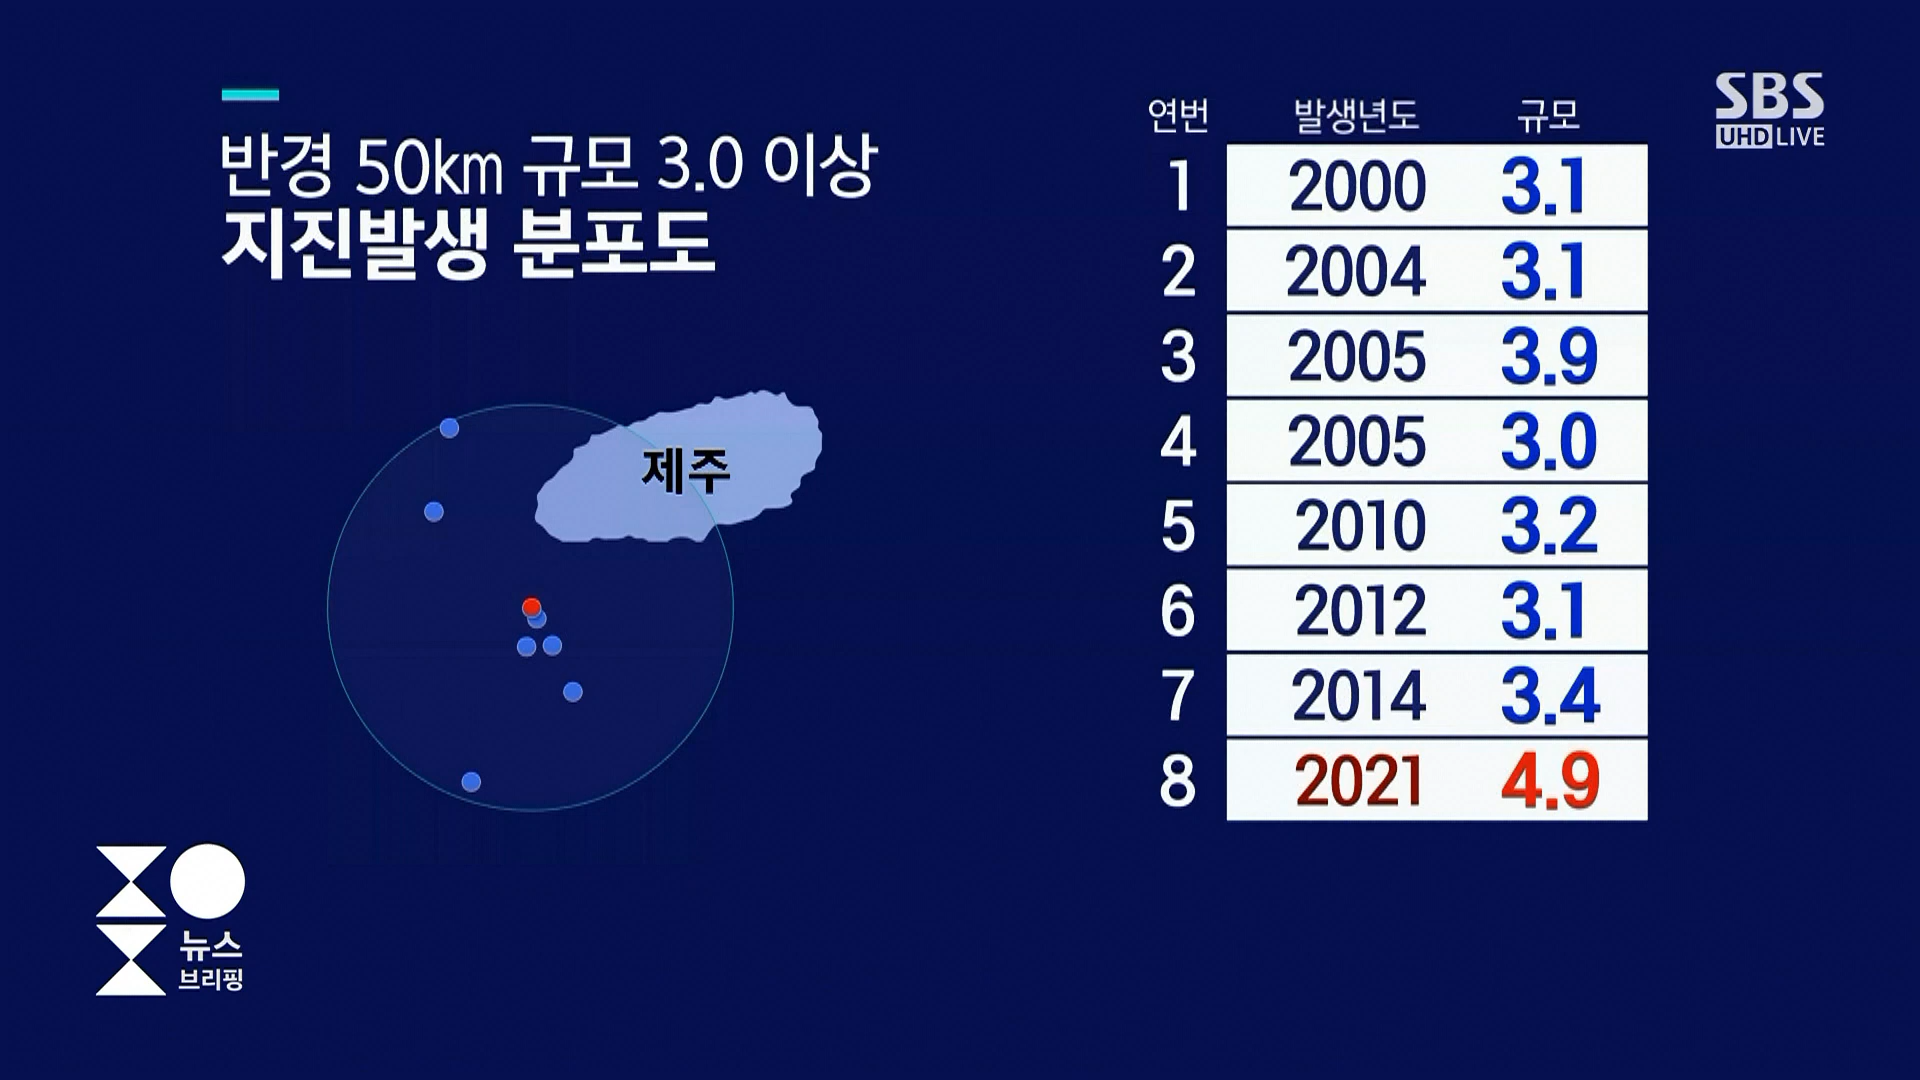 반경 50km 규모 3.0 이상
지진발생 분포도
제주
연번 발생년도 규모
1 2000 3.1
2 2004 3.1
3 2005 3.9
4 2005 3.0
5 2010 3.2
6 2012 3.1
7 2014 3.4
8 2021 4.9
SBS
UHD LIVE
뉴스
브리핑